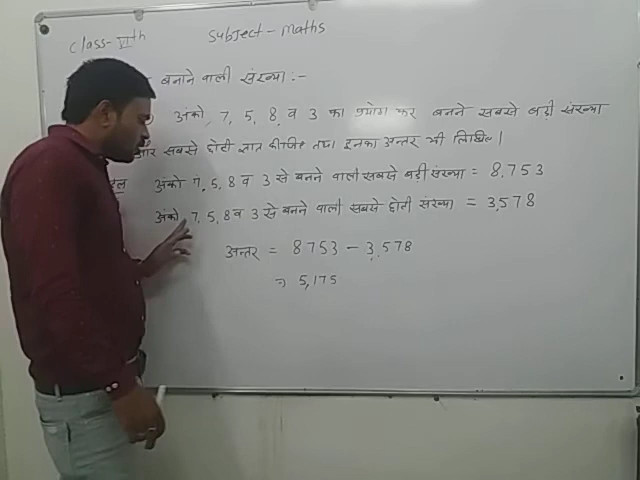 Class- VIth Subject - Maths
बनाने वाली संख्या :-
अंको 7, 5, 8, व 3 का प्रयोग कर बनने सबसे बड़ी संख्या
और सबसे छोटी ज्ञात कीजिए तथा इनका अन्तर भी लिखिए।
हल अंको 7, 5, 8 व 3 से बनने वाली सबसे बड़ी संख्या = 8,753
अंको 7, 5, 8 व 3 से बनने वाली सबसे छोटी संख्या = 3,578
अन्तर = 8753 - 3,578
= 5,175